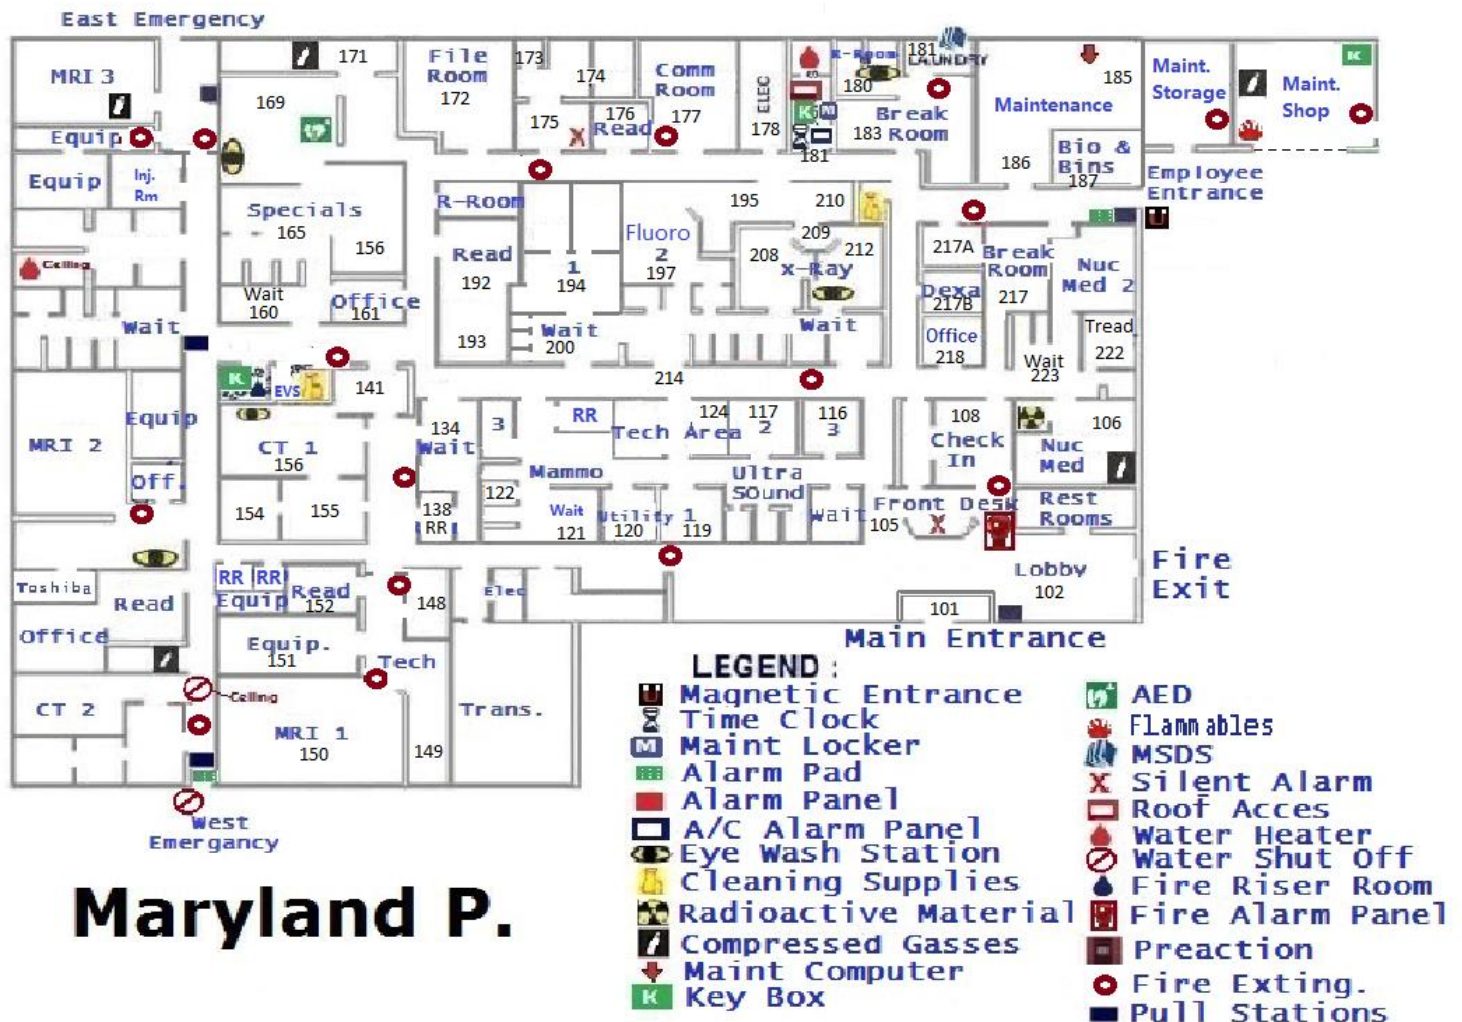 East Emergency
MRI 3
171
File
Room
172
173
174
Comm
Room
177
ELEC
178
R-Room
180
181
LAUNDRY
185
Maint.
Storage
Maint.
Shop
K
169
175
176
Read
K
M
181
Break
Room
183
Maintenance
186
Bio &
Bins
187
Equip
Equip
Inj.
Rm
Employee
Entrance
Specials
165
156
R-Room
195
210
Read
192
1
194
Fluoro
2
197
208
209
212
x-Ray
217A
Break
Room
217
Nuc
Med 2
Ceiling
Wait
160
Office
161
Dexa
217B
Wait
193
Wait
200
Wait
Office
218
Tread
222
Wait
223
K
EVS
141
214
MRI 2
Equip
Off.
CT 1
156
154
155
134
Wait
138
RR
3
RR
Tech Area
124
117
2
116
3
108
Check
In
106
Nuc
Med
Mammo
122
Wait
121
Utility 1
120
119
Ultra
SOund
Wait
105
Front Desk
Rest
Rooms
Toshiba
Read
Office
RR
RR
Equip
Read
152
148
Elec
Lobby
102
101
Fire
Exit
Main Entrance
Equip.
151
Tech
Ceiling
CT 2
MRI 1
150
149
Trans.
West
Emergancy
Maryland P.
LEGEND :
Magnetic Entrance
Time Clock
M Maint Locker
Alarm Pad
Alarm Panel
A/C Alarm Panel
Eye Wash Station
Cleaning Supplies
Radioactive Material
Compressed Gasses
Maint Computer
K Key Box
AED
Flammables
MSDS
Silent Alarm
Roof Acces
Water Heater
Water Shut Off
Fire Riser Room
Fire Alarm Panel
Preaction
Fire Exting.
Pull Stations